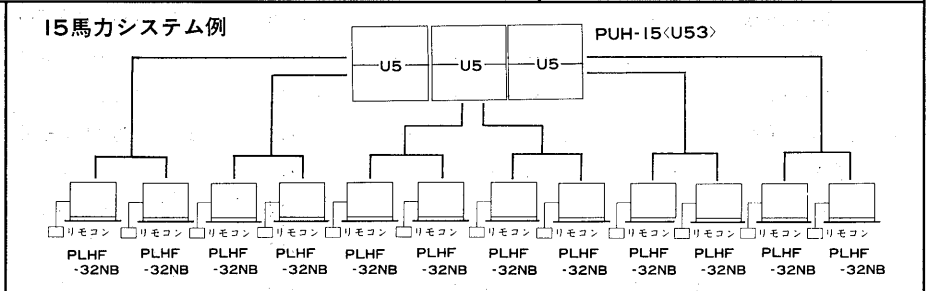 15馬力システム例
PUH-15〈U53〉
U5 U5 U5
リモコン リモコン リモコン リモコン リモコン リモコン リモコン リモコン リモコン リモコン リモコン リモコン
PLHF PLHF PLHF PLHF PLHF PLHF PLHF PLHF PLHF PLHF PLHF PLHF
-32NB -32NB -32NB -32NB -32NB -32NB -32NB -32NB -32NB -32NB -32NB -32NB